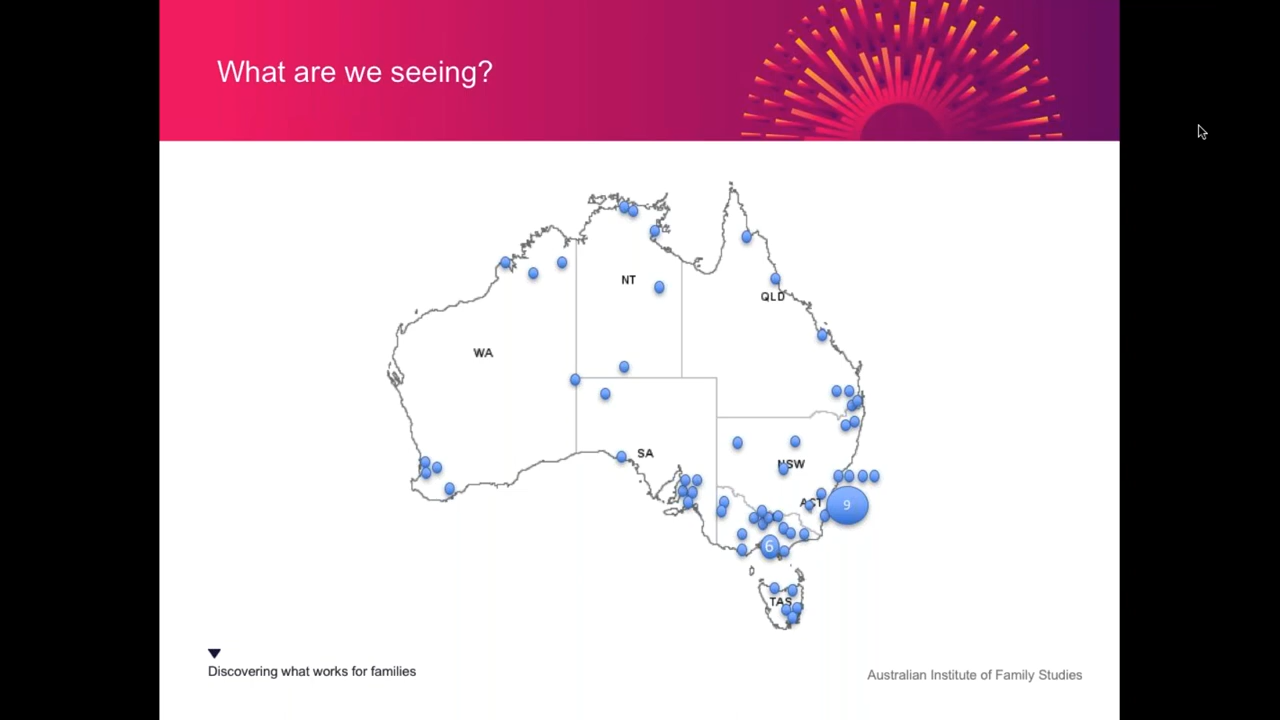 What are we seeing?
NT
QLD
WA
SA
NSW
ACT
9
6
TAS
Discovering what works for families
Australian Institute of Family Studies